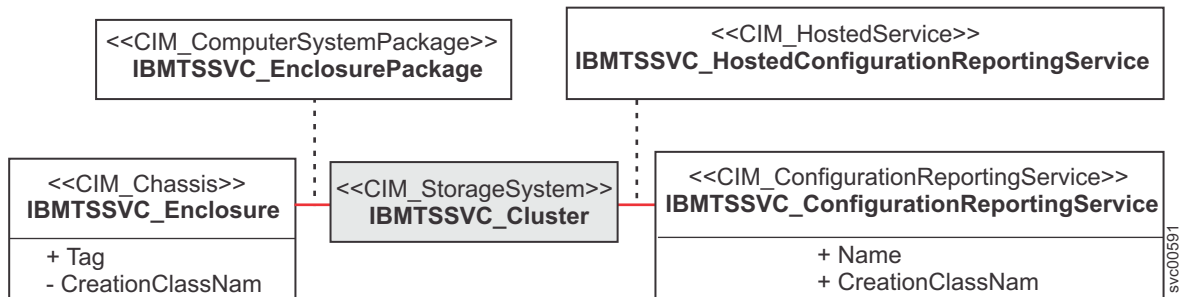 <<CIM_ComputerSystemPackage>>
IBMTSSVC_EnclosurePackage
<<CIM_HostedService>>
IBMTSSVC_HostedConfigurationReportingService
<<CIM_Chassis>>
IBMTSSVC_Enclosure
+ Tag
- CreationClassNam
<<CIM_StorageSystem>>
IBMTSSVC_Cluster
<<CIM_ConfigurationReportingService>>
IBMTSSVC_ConfigurationReportingService
+ Name
+ CreationClassNam
svc00591